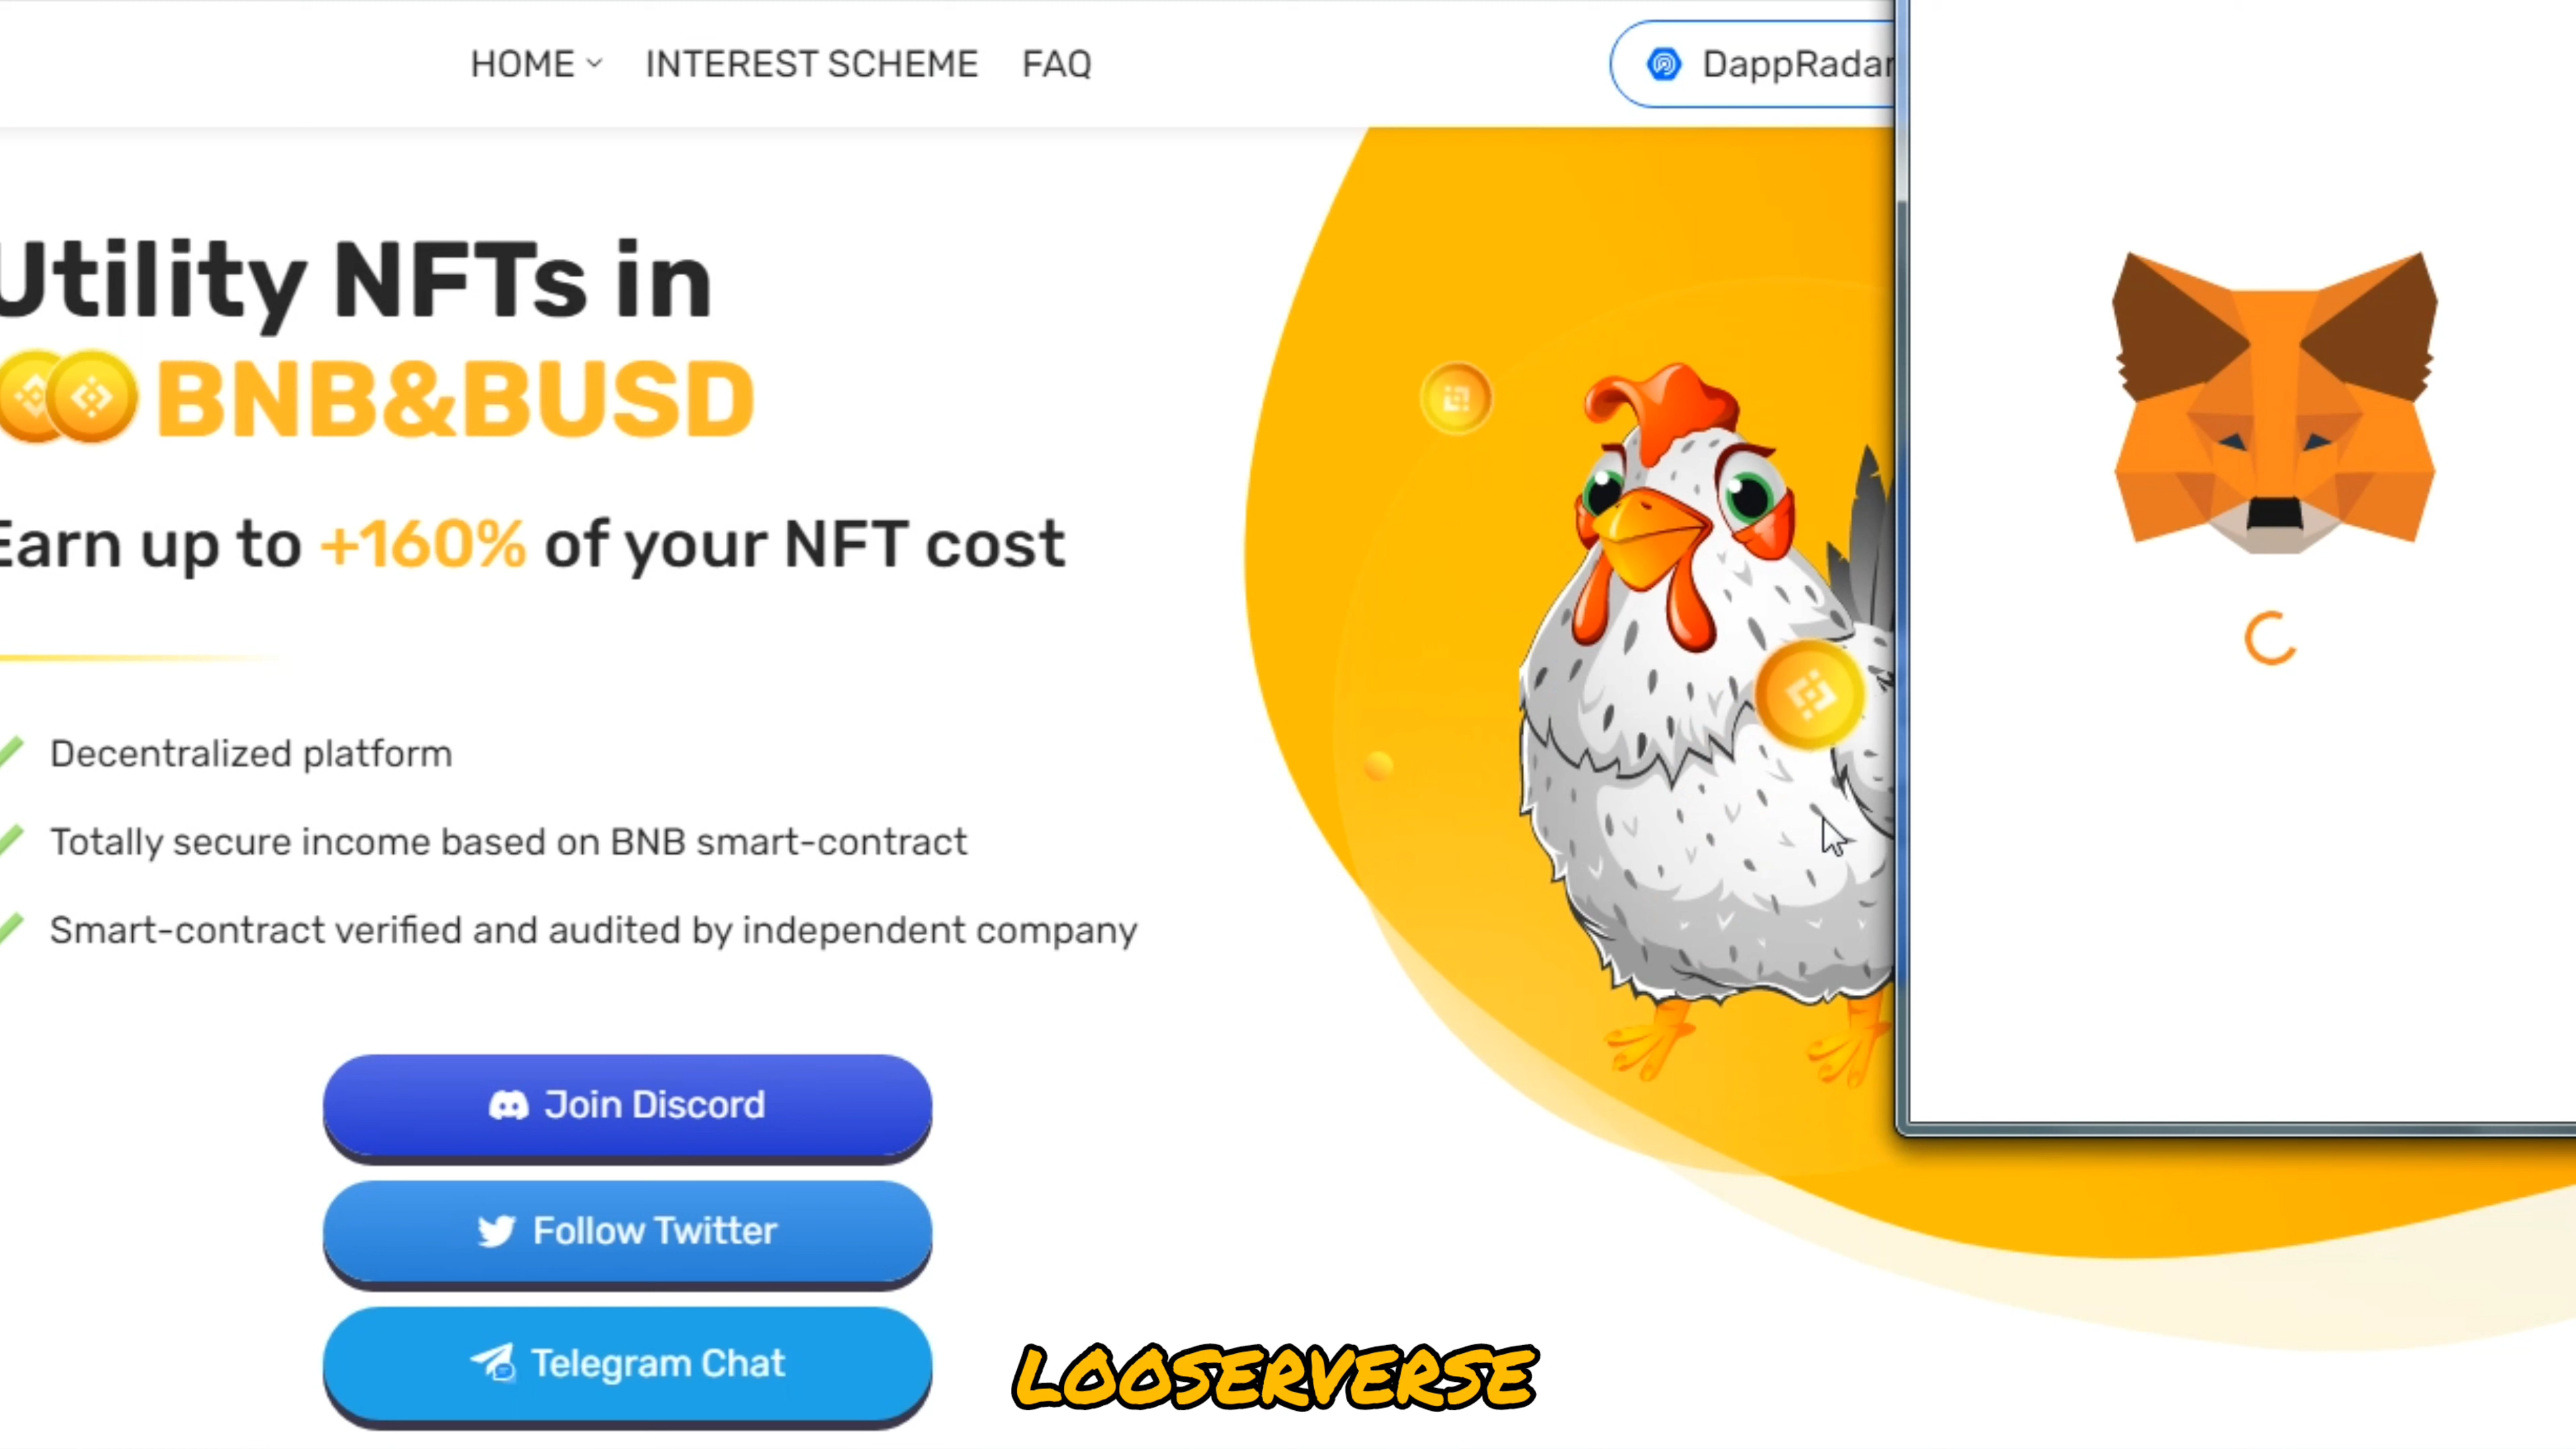 HOME INTEREST SCHEME FAQ DappRadar
Utility NFTs in
BNB&BUSD
Earn up to +160% of your NFT cost
Decentralized platform
Totally secure income based on BNB smart-contract
Smart-contract verified and audited by independent company
Join Discord
Follow Twitter
Telegram Chat
LOOSERVERSE